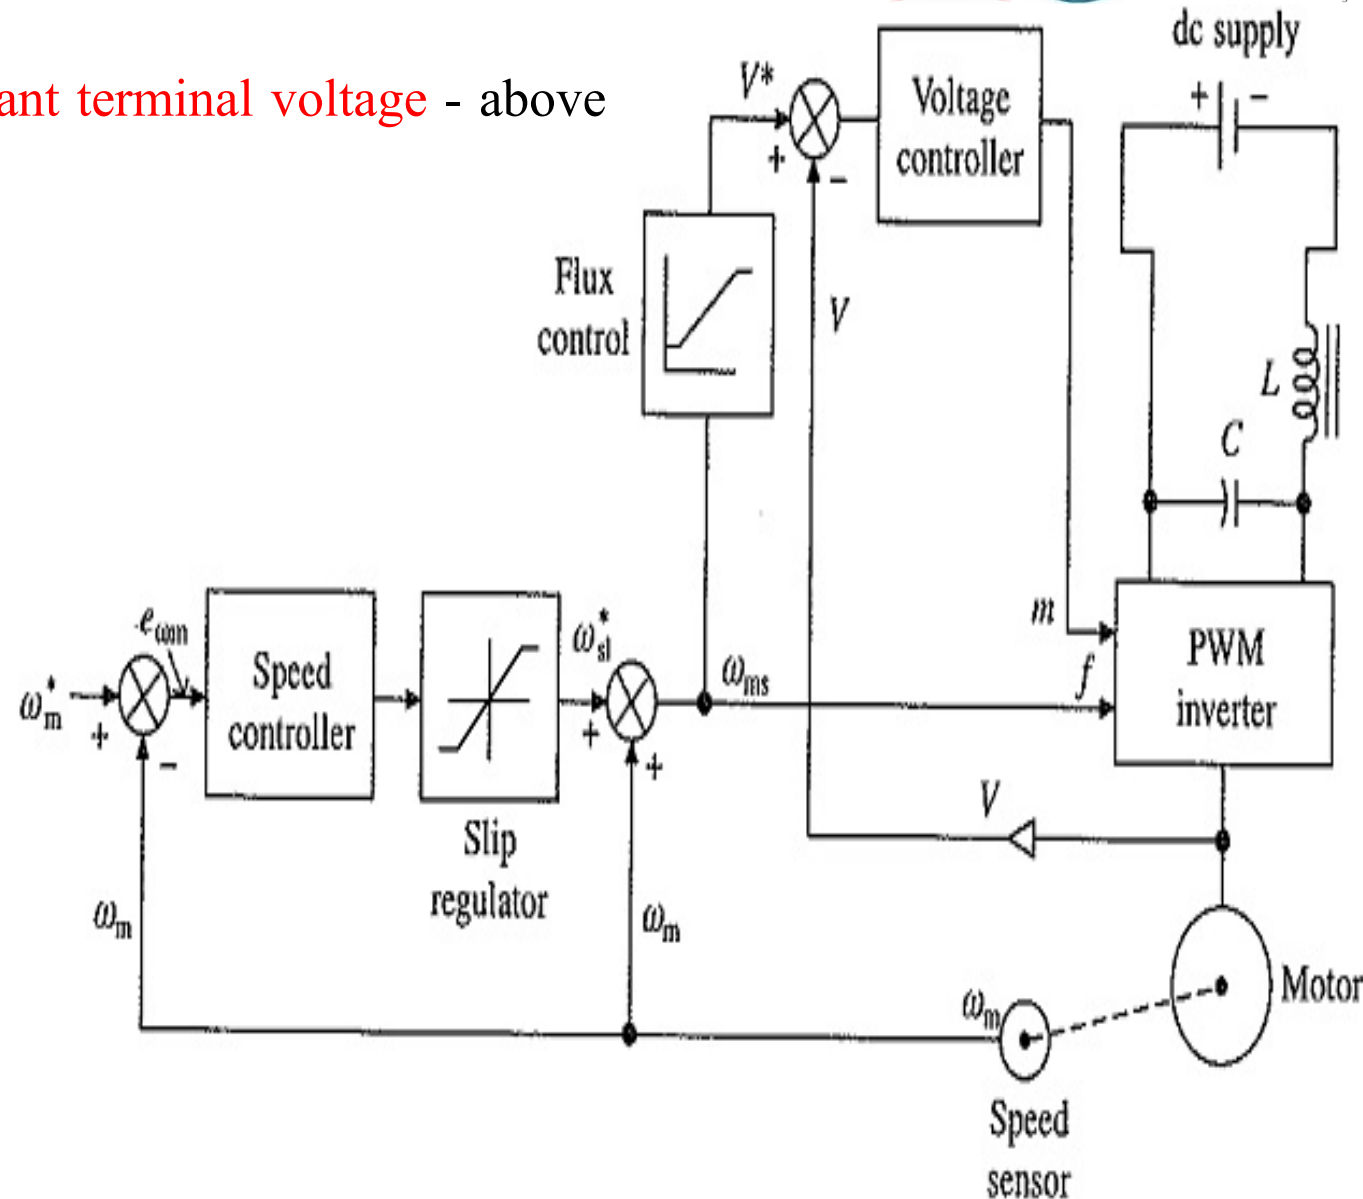 dc supply
ant terminal voltage - above
V*
+ -
Voltage
controller
+
-
Flux
control
V
L
C
m
f
PWM
inverter
e_ωm
ω*_m
+
-
Speed
controller
Slip
regulator
ω*_sl
+
+
ω_ms
V
ω_m
ω_m
ω_m
Motor
Speed
sensor